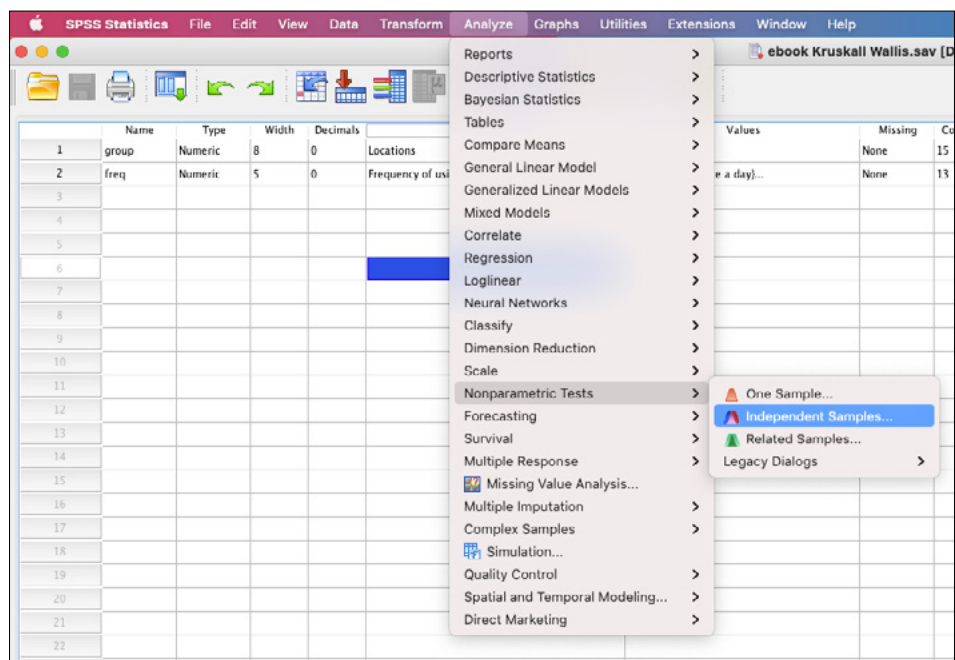 SPSS Statistics File Edit View Data Transform Analyze Graphs Utilities Extensions Window Help
ebook Kruskall Wallis.sav [D
Name Type Width Decimals Values Missing Co
1 group Numeric 8 0 Locations None 15
2 freq Numeric 5 0 Frequency of usi e a day}... None 13
3
4
5
6
7
8
9
10
11
12
13
14
15
16
17
18
19
20
21
22
Reports
Descriptive Statistics
Bayesian Statistics
Tables
Compare Means
General Linear Model
Generalized Linear Models
Mixed Models
Correlate
Regression
Loglinear
Neural Networks
Classify
Dimension Reduction
Scale
Nonparametric Tests
Forecasting
Survival
Multiple Response
Missing Value Analysis...
Multiple Imputation
Complex Samples
Simulation...
Quality Control
Spatial and Temporal Modeling...
Direct Marketing
One Sample...
Independent Samples...
Related Samples...
Legacy Dialogs